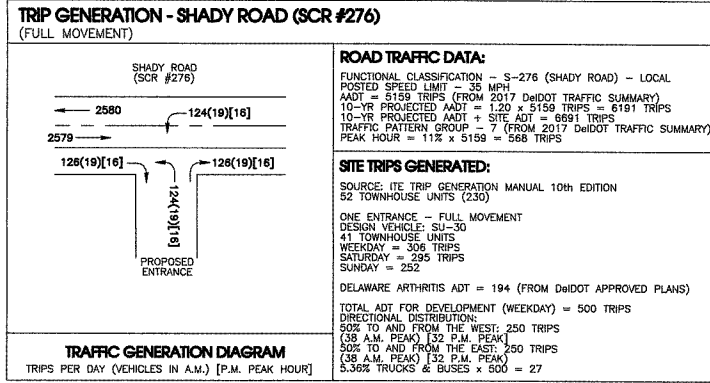 TRIP GENERATION - SHADY ROAD (SCR #276)
(FULL MOVEMENT)
SHADY ROAD
(SCR #276)
2580
124(19)[16]
2579
126(19)[16]
126(19)[16]
124(19)[16]
PROPOSED
ENTRANCE
TRAFFIC GENERATION DIAGRAM
TRIPS PER DAY (VEHICLES IN A.M.) [P.M. PEAK HOUR]
ROAD TRAFFIC DATA:
FUNCTIONAL CLASSIFICATION - S-276 (SHADY ROAD) - LOCAL
POSTED SPEED LIMIT - 35 MPH
AADT = 5159 TRIPS (FROM 2017 DelDOT TRAFFIC SUMMARY)
10-YR PROJECTED AADT = 1.20 x 5159 TRIPS = 6191 TRIPS
10-YR PROJECTED AADT + SITE ADT = 6691 TRIPS
TRAFFIC PATTERN GROUP - 7 (FROM 2017 DelDOT TRAFFIC SUMMARY)
PEAK HOUR = 11% x 5159 = 568 TRIPS
SITE TRIPS GENERATED:
SOURCE: ITE TRIP GENERATION MANUAL 10th EDITION
52 TOWNHOUSE UNITS (230)
ONE ENTRANCE - FULL MOVEMENT
DESIGN VEHICLE: SU-30
41 TOWNHOUSE UNITS
WEEKDAY = 306 TRIPS
SATURDAY = 295 TRIPS
SUNDAY = 252
DELAWARE ARTHRITIS ADT = 194 (FROM DelDOT APPROVED PLANS)
TOTAL ADT FOR DEVELOPMENT (WEEKDAY) = 500 TRIPS
DIRECTIONAL DISTRIBUTION:
50% TO AND FROM THE WEST: 250 TRIPS
(38 A.M. PEAK) [32 P.M. PEAK]
50% TO AND FROM THE EAST: 250 TRIPS
(38 A.M. PEAK) [32 P.M. PEAK]
5.36% TRUCKS & BUSES x 500 = 27